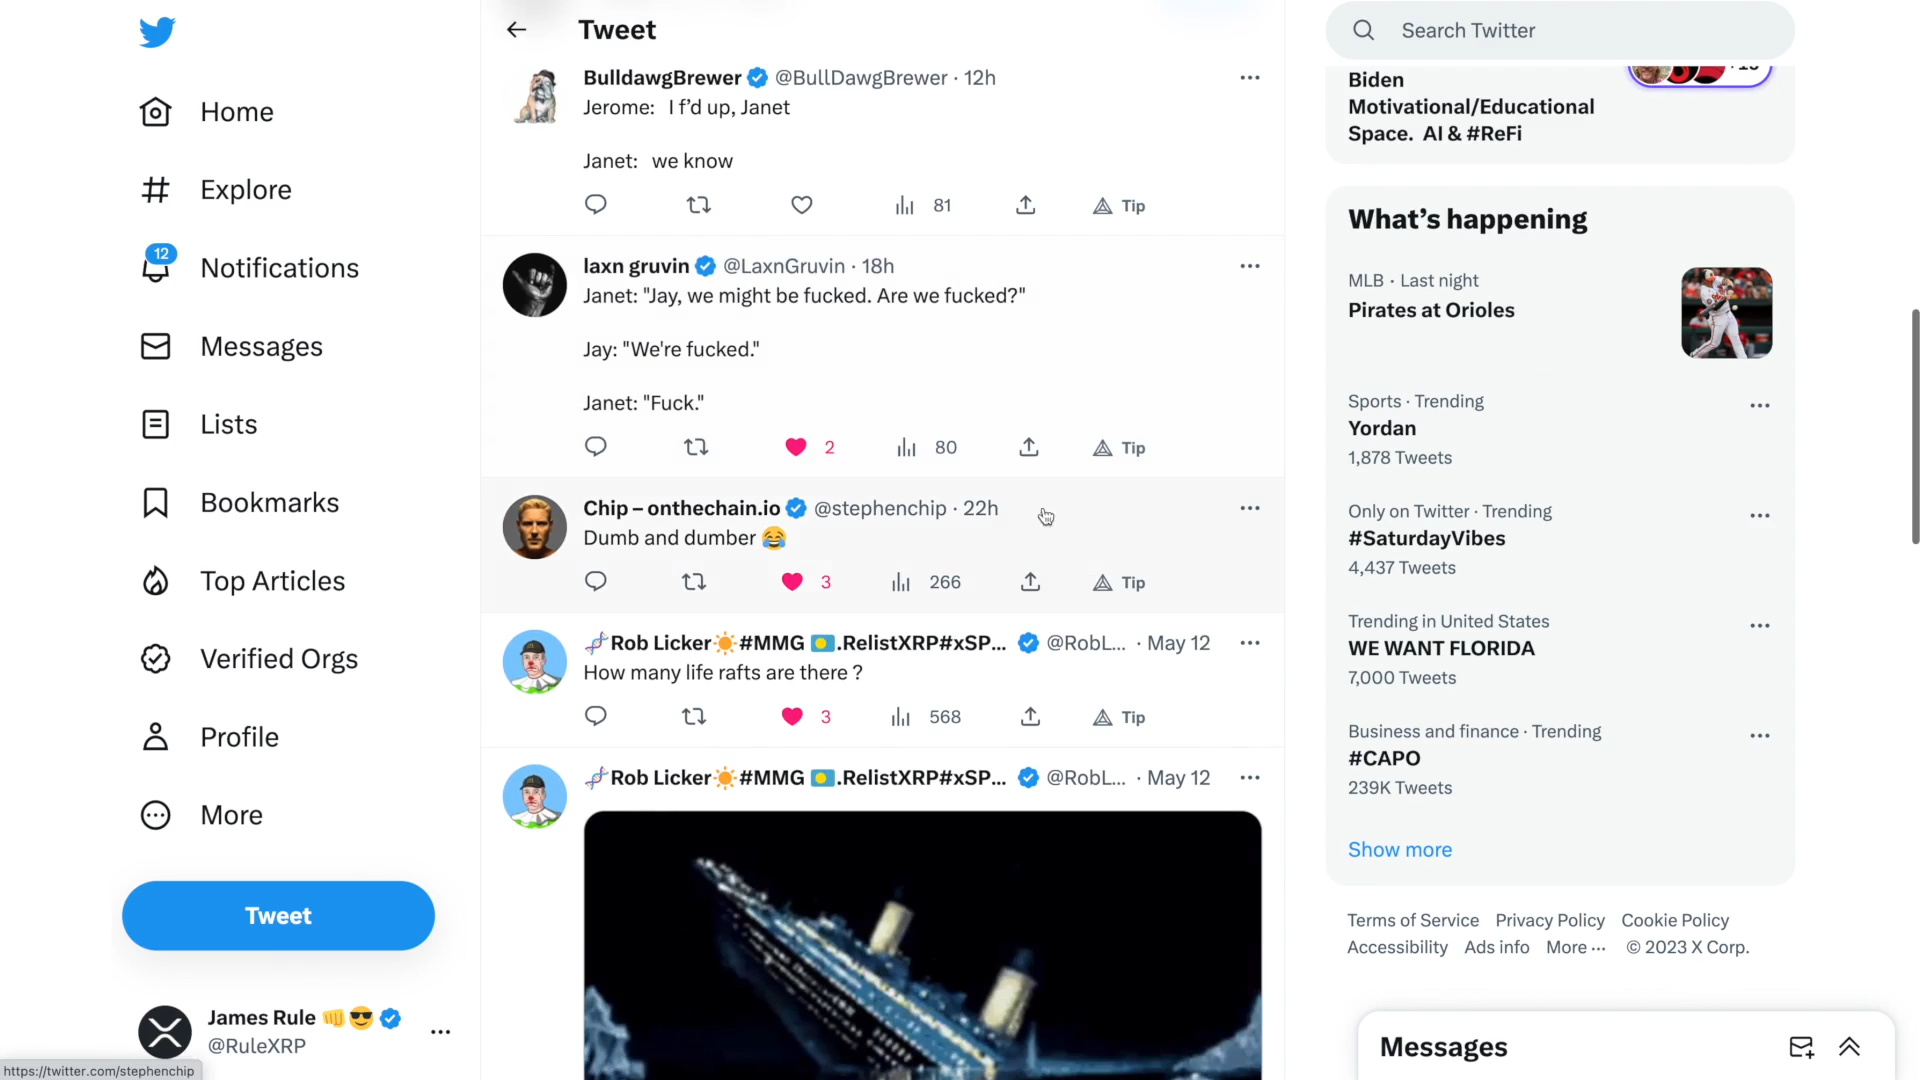 Home
Explore
12
Notifications
Messages
Lists
Bookmarks
Top Articles
Verified Orgs
Profile
More
Tweet
James Rule 👊😎
@RuleXRP
https://twitter.com/stephenchip
Tweet
BulldawgBrewer @BullDawgBrewer · 12h
Jerome: I f'd up, Janet
Janet: we know
81 Tip
laxn gruvin @LaxnGruvin · 18h
Janet: "Jay, we might be fucked. Are we fucked?"
Jay: "We're fucked."
Janet: "Fuck."
2 80 Tip
Chip – onthechain.io @stephenchip · 22h
Dumb and dumber 😂
3 266 Tip
🧬Rob Licker☀️#MMG 🇵🇼.RelistXRP#xSP... @RobL... · May 12
How many life rafts are there ?
3 568 Tip
🧬Rob Licker☀️#MMG 🇵🇼.RelistXRP#xSP... @RobL... · May 12
Search Twitter
Biden
Motivational/Educational
Space. AI & #ReFi
What's happening
MLB · Last night
Pirates at Orioles
Sports · Trending
Yordan
1,878 Tweets
Only on Twitter · Trending
#SaturdayVibes
4,437 Tweets
Trending in United States
WE WANT FLORIDA
7,000 Tweets
Business and finance · Trending
#CAPO
239K Tweets
Show more
Terms of Service Privacy Policy Cookie Policy
Accessibility Ads info More ··· © 2023 X Corp.
Messages